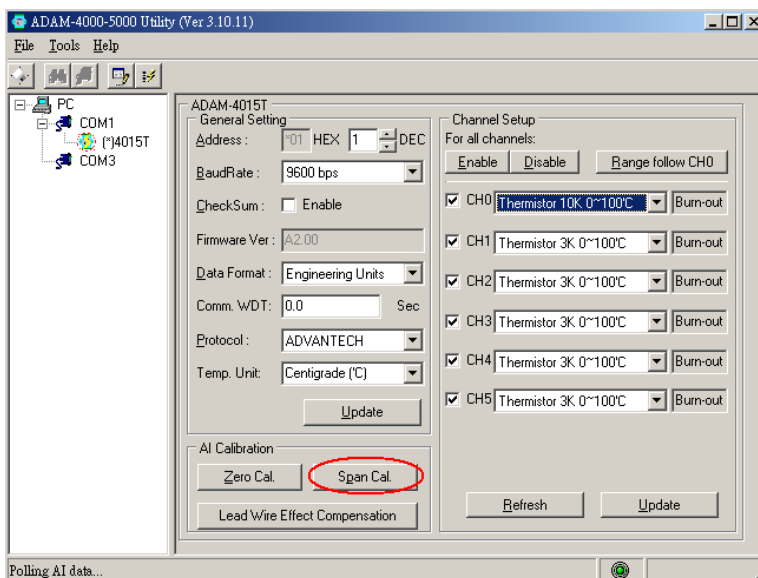 ADAM-4000-5000 Utility (Ver 3.10.11)
File Tools Help
PC
COM1
(*)4015T
COM3
ADAM-4015T
General Setting
Address : *01 HEX 1 DEC
BaudRate : 9600 bps
CheckSum : Enable
Firmware Ver : A2.00
Data Format : Engineering Units
Comm. WDT: 0.0 Sec
Protocol : ADVANTECH
Temp. Unit: Centigrade ('C)
Update
AI Calibration
Zero Cal. Span Cal.
Lead Wire Effect Compensation
Channel Setup
For all channels:
Enable Disable Range follow CH0
CH0 Thermistor 10K 0~100'C Burn-out
CH1 Thermistor 3K 0~100'C Burn-out
CH2 Thermistor 3K 0~100'C Burn-out
CH3 Thermistor 3K 0~100'C Burn-out
CH4 Thermistor 3K 0~100'C Burn-out
CH5 Thermistor 3K 0~100'C Burn-out
Refresh Update
Polling AI data...